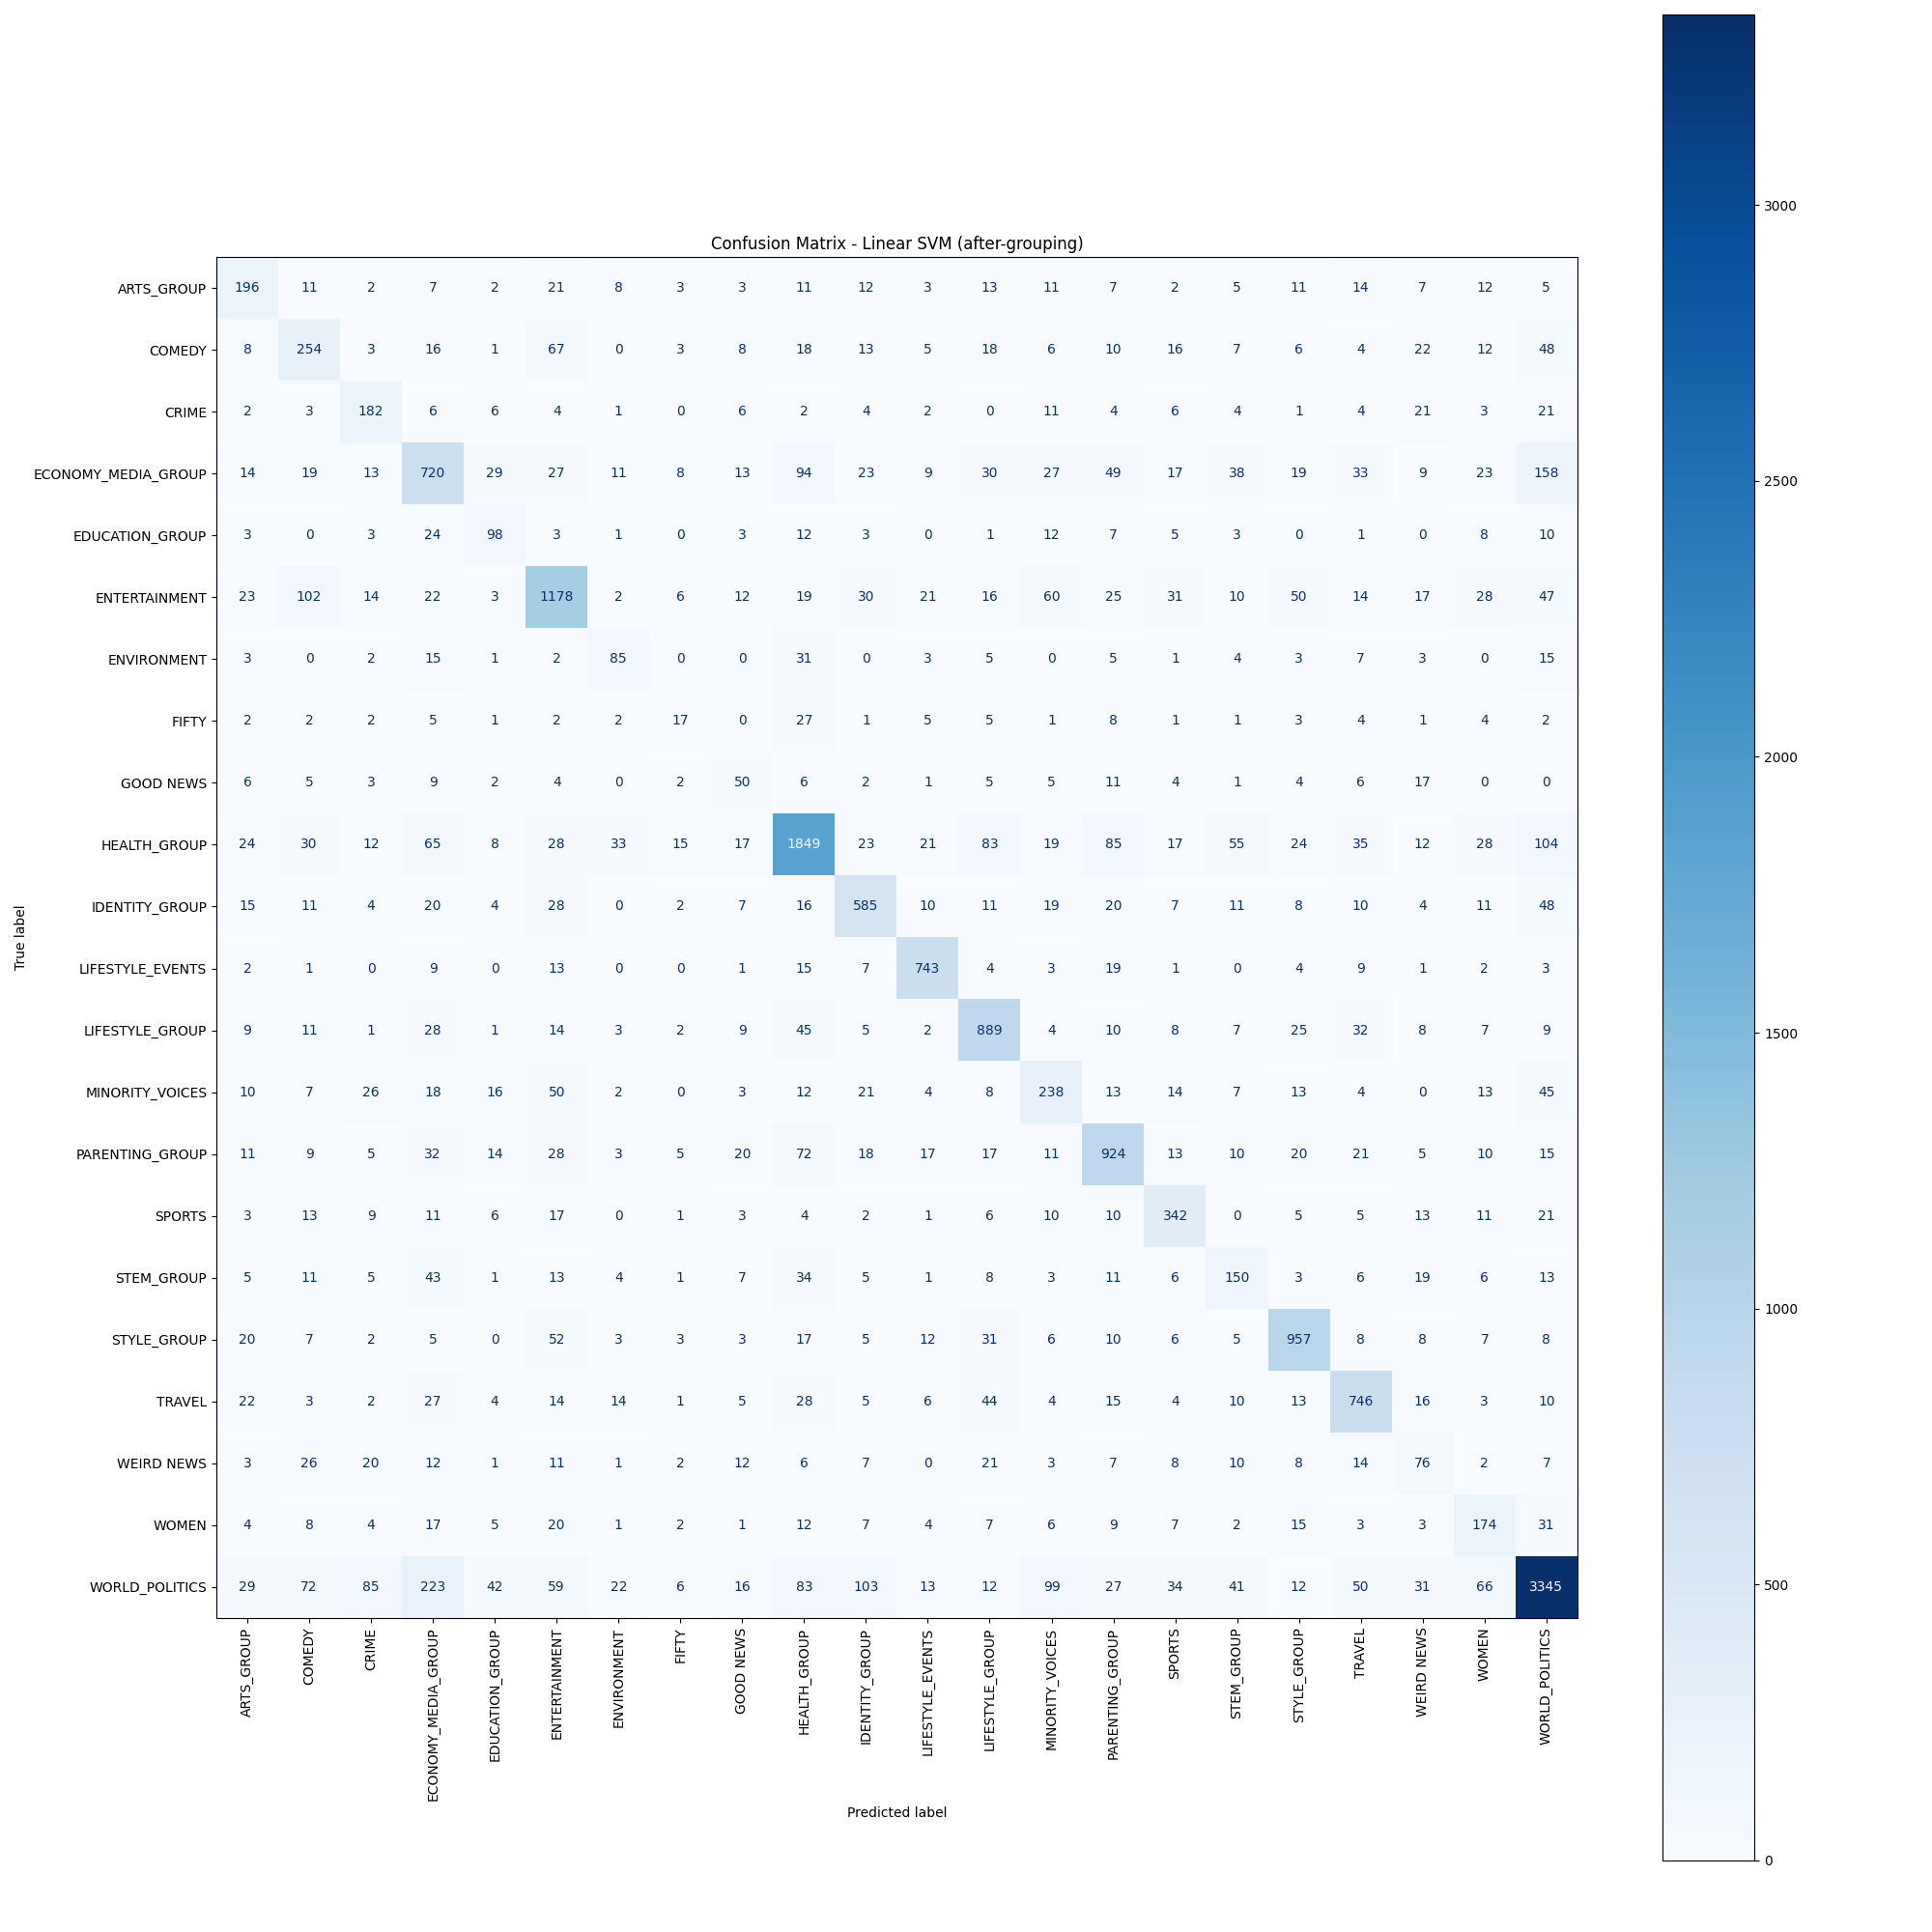 Confusion Matrix - Linear SVM (after-grouping)
ARTS_GROUP 196 11 2 7 2 21 8 3 3 11 12 3 13 11 7 2 5 11 14 7 12 5
COMEDY 8 254 3 16 1 67 0 3 8 18 13 5 18 6 10 16 7 6 4 22 12 48
CRIME 2 3 182 6 6 4 1 0 6 2 4 2 0 11 4 6 4 1 4 21 3 21
ECONOMY_MEDIA_GROUP 14 19 13 720 29 27 11 8 13 94 23 9 30 27 49 17 38 19 33 9 23 158
EDUCATION_GROUP 3 0 3 24 98 3 1 0 3 12 3 0 1 12 7 5 3 0 1 0 8 10
ENTERTAINMENT 23 102 14 22 3 1178 2 6 12 19 30 21 16 60 25 31 10 50 14 17 28 47
ENVIRONMENT 3 0 2 15 1 2 85 0 0 31 0 3 5 0 5 1 4 3 7 3 0 15
FIFTY 2 2 2 5 1 2 2 17 0 27 1 5 5 1 8 1 1 3 4 1 4 2
GOOD NEWS 6 5 3 9 2 4 0 2 50 6 2 1 5 5 11 4 1 4 6 17 0 0
HEALTH_GROUP 24 30 12 65 8 28 33 15 17 1849 23 21 83 19 85 17 55 24 35 12 28 104
IDENTITY_GROUP 15 11 4 20 4 28 0 2 7 16 585 10 11 19 20 7 11 8 10 4 11 48
LIFESTYLE_EVENTS 2 1 0 9 0 13 0 0 1 15 7 743 4 3 19 1 0 4 9 1 2 3
LIFESTYLE_GROUP 9 11 1 28 1 14 3 2 9 45 5 2 889 4 10 8 7 25 32 8 7 9
MINORITY_VOICES 10 7 26 18 16 50 2 0 3 12 21 4 8 238 13 14 7 13 4 0 13 45
PARENTING_GROUP 11 9 5 32 14 28 3 5 20 72 18 17 17 11 924 13 10 20 21 5 10 15
SPORTS 3 13 9 11 6 17 0 1 3 4 2 1 6 10 10 342 0 5 5 13 11 21
STEM_GROUP 5 11 5 43 1 13 4 1 7 34 5 1 8 3 11 6 150 3 6 19 6 13
STYLE_GROUP 20 7 2 5 0 52 3 3 3 17 5 12 31 6 10 6 5 957 8 8 7 8
TRAVEL 22 3 2 27 4 14 14 1 5 28 5 6 44 4 15 4 10 13 746 16 3 10
WEIRD NEWS 3 26 20 12 1 11 1 2 12 6 7 0 21 3 7 8 10 8 14 76 2 7
WOMEN 4 8 4 17 5 20 1 2 1 12 7 4 7 6 9 7 2 15 3 3 174 31
WORLD_POLITICS 29 72 85 223 42 59 22 6 16 83 103 13 12 99 27 34 41 12 50 31 66 3345
True label
ARTS_GROUP
COMEDY
CRIME
ECONOMY_MEDIA_GROUP
EDUCATION_GROUP
ENTERTAINMENT
ENVIRONMENT
FIFTY
GOOD NEWS
HEALTH_GROUP
IDENTITY_GROUP
LIFESTYLE_EVENTS
LIFESTYLE_GROUP
MINORITY_VOICES
PARENTING_GROUP
SPORTS
STEM_GROUP
STYLE_GROUP
TRAVEL
WEIRD NEWS
WOMEN
WORLD_POLITICS
Predicted label
3000
2500
2000
1500
1000
500
0